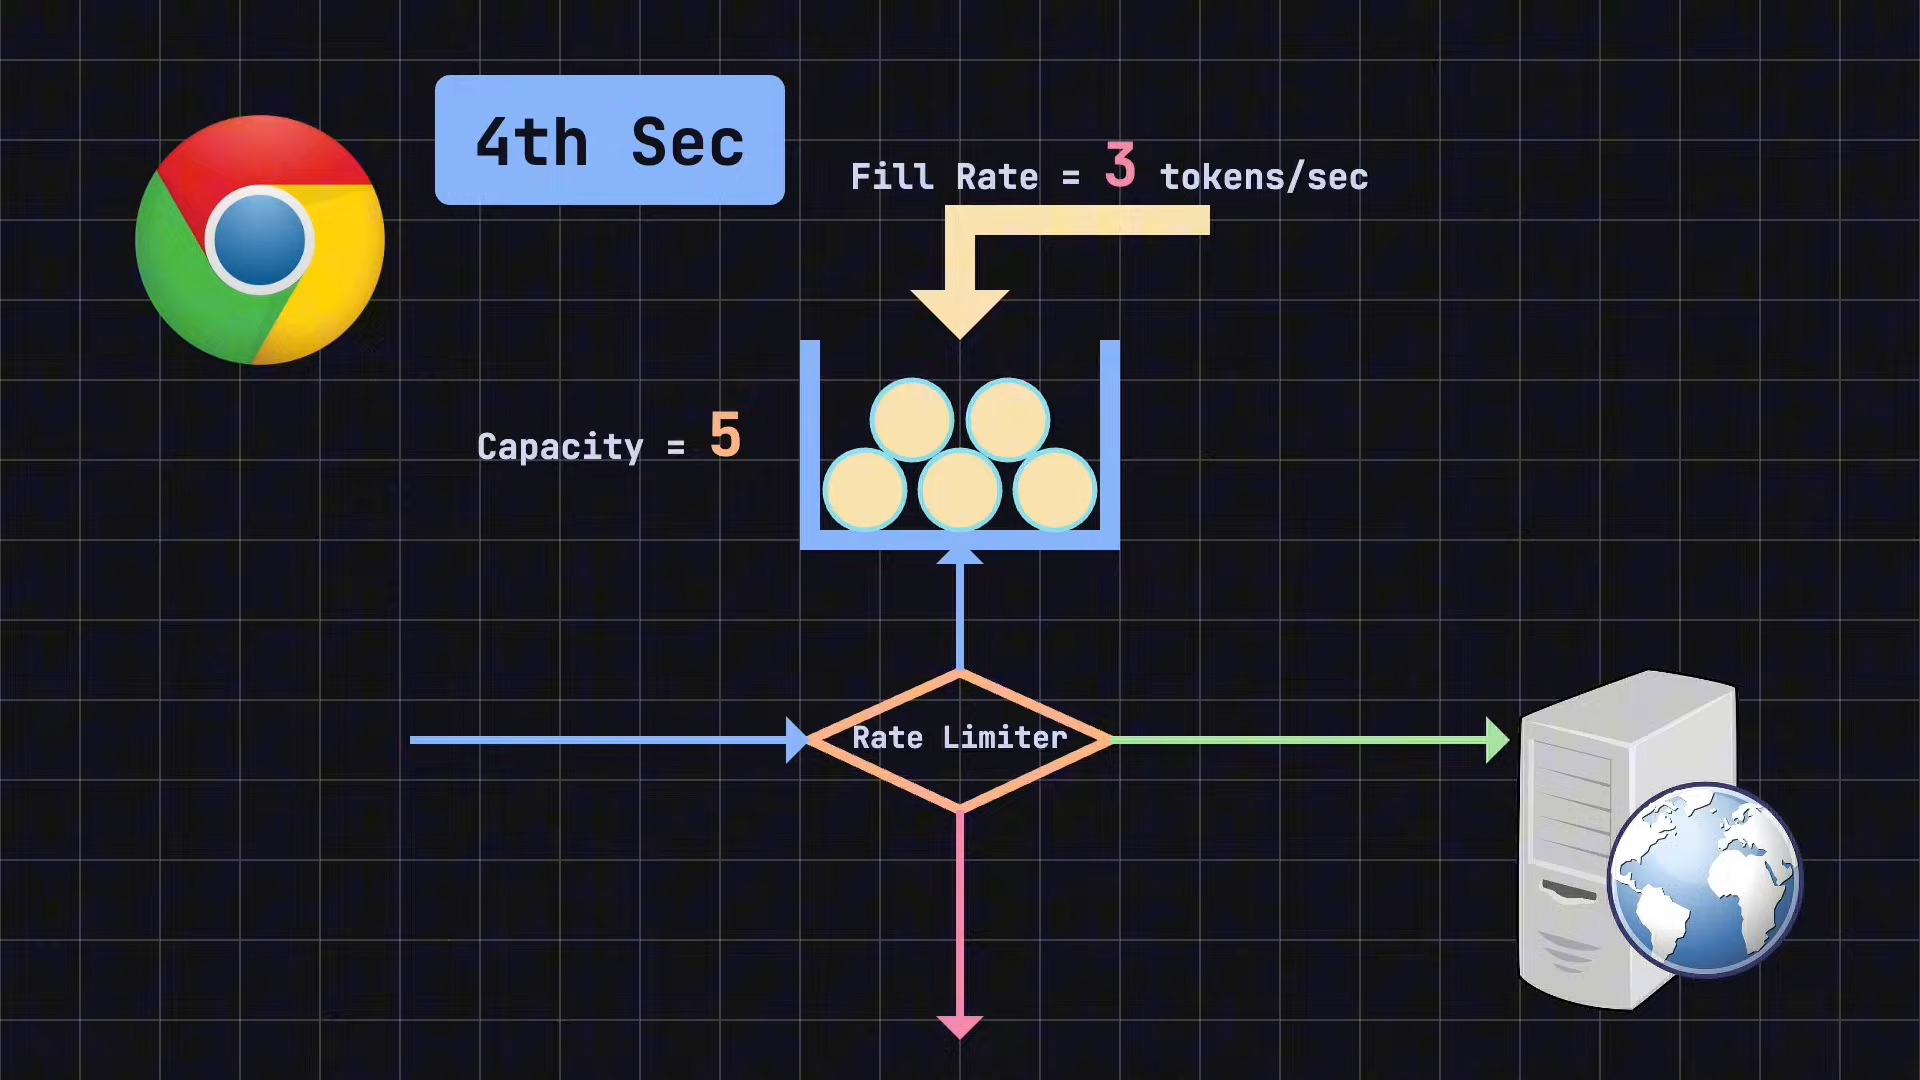 4th Sec
Fill Rate = 3 tokens/sec
Capacity = 5
Rate Limiter